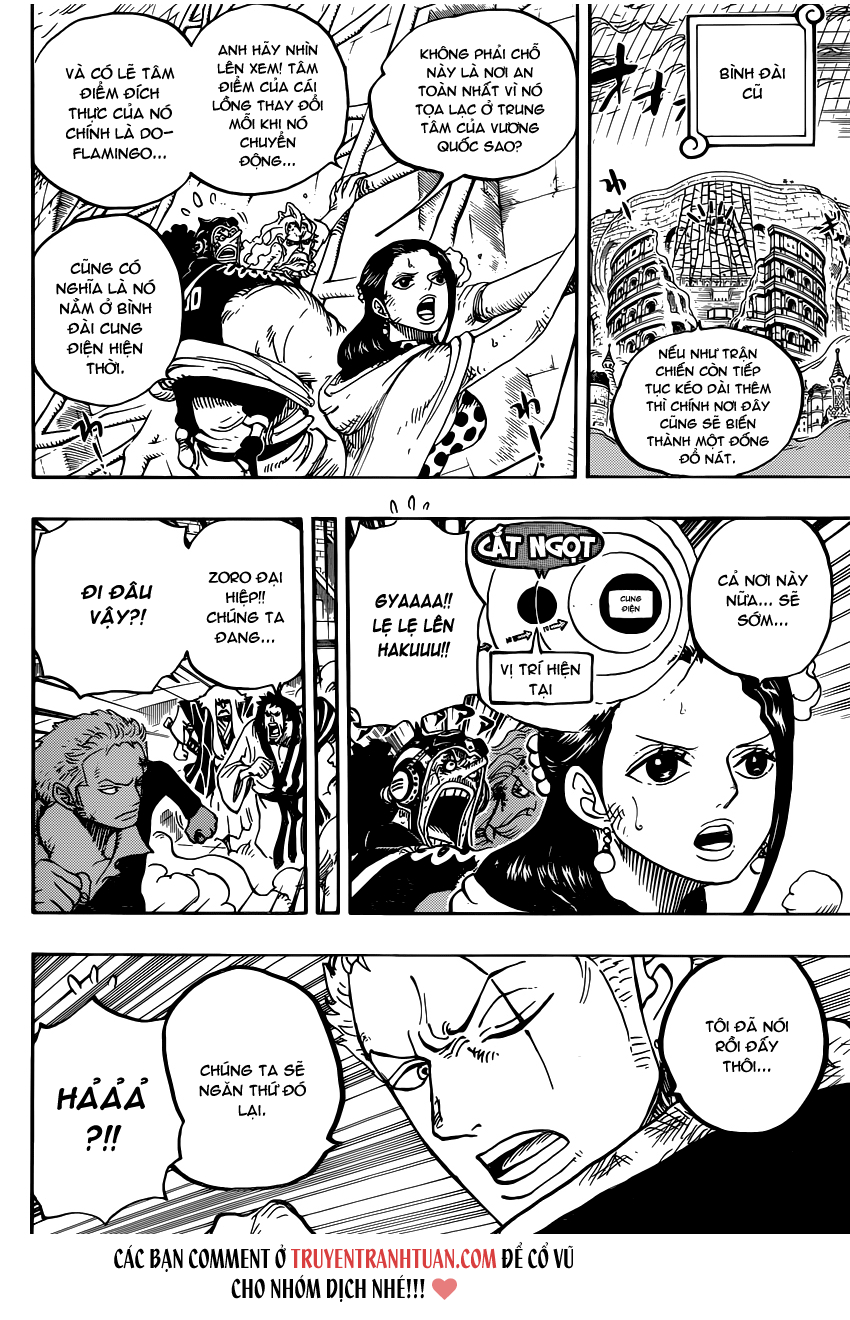 BÌNH ĐÀI
CŨ
NẾU NHƯ TRẬN
CHIẾN CÒN TIẾP
TỤC KÉO DÀI THÊM
THÌ CHÍNH NƠI ĐÂY
CŨNG SẼ BIẾN
THÀNH MỘT ĐỐNG
ĐỔ NÁT.
KHÔNG PHẢI CHỖ
NÀY LÀ NƠI AN
TOÀN NHẤT VÌ NÓ
TỌA LẠC Ở TRUNG
TÂM CỦA VƯƠNG
QUỐC SAO?
ANH HÃY NHÌN
LÊN XEM! TÂM
ĐIỂM CỦA CÁI
LỒNG THAY ĐỔI
MỖI KHI NÓ
CHUYỂN
ĐỘNG...
VÀ CÓ LẼ TÂM
ĐIỂM ĐÍCH
THỰC CỦA NÓ
CHÍNH LÀ DO-
FLAMINGO...
CŨNG CÓ
NGHĨA LÀ NÓ
NẰM Ở BÌNH
ĐÀI CUNG
ĐIỆN HIỆN
THỜI.
CẢ NƠI NÀY
NỮA... SẼ
SỚM...
CẮT NGỌT
CUNG
ĐIỆN
VỊ TRÍ HIỆN
TẠI
GYAAAA!!
LẸ LẸ LÊN
HAKUUU!!
10
ZORO ĐẠI
HIỆP!!
CHÚNG TA
ĐANG...
ĐI ĐÂU
VẬY?!
TÔI ĐÃ NÓI
RỒI ĐẤY
THÔI...
CHÚNG TA SẼ
NGĂN THỨ ĐÓ
LẠI.
HẢẢẢ
?!!
CÁC BẠN COMMENT Ở TRUYENTRANHTUAN.COM ĐỂ CỔ VŨ
CHO NHÓM DỊCH NHÉ!!!